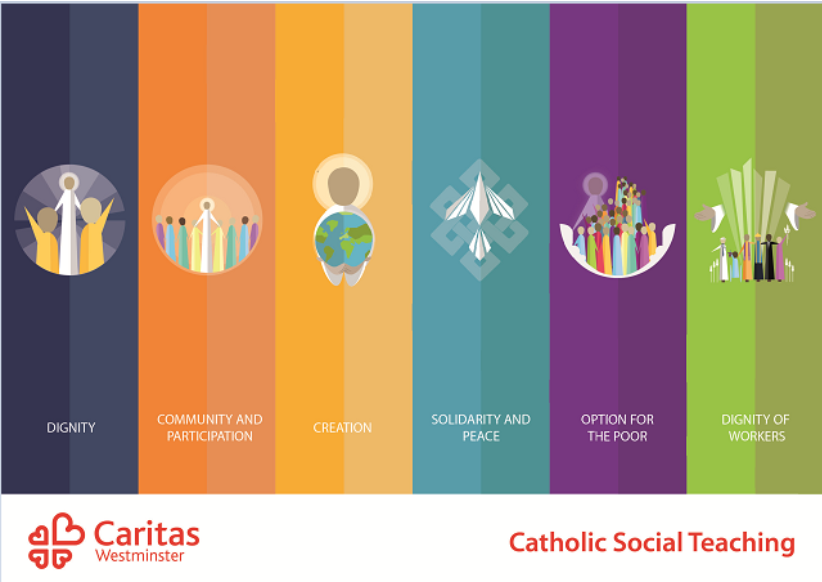 DIGNITY
COMMUNITY AND
PARTICIPATION
CREATION
SOLIDARITY AND
PEACE
OPTION FOR
THE POOR
DIGNITY OF
WORKERS
Caritas
Westminster
Catholic Social Teaching